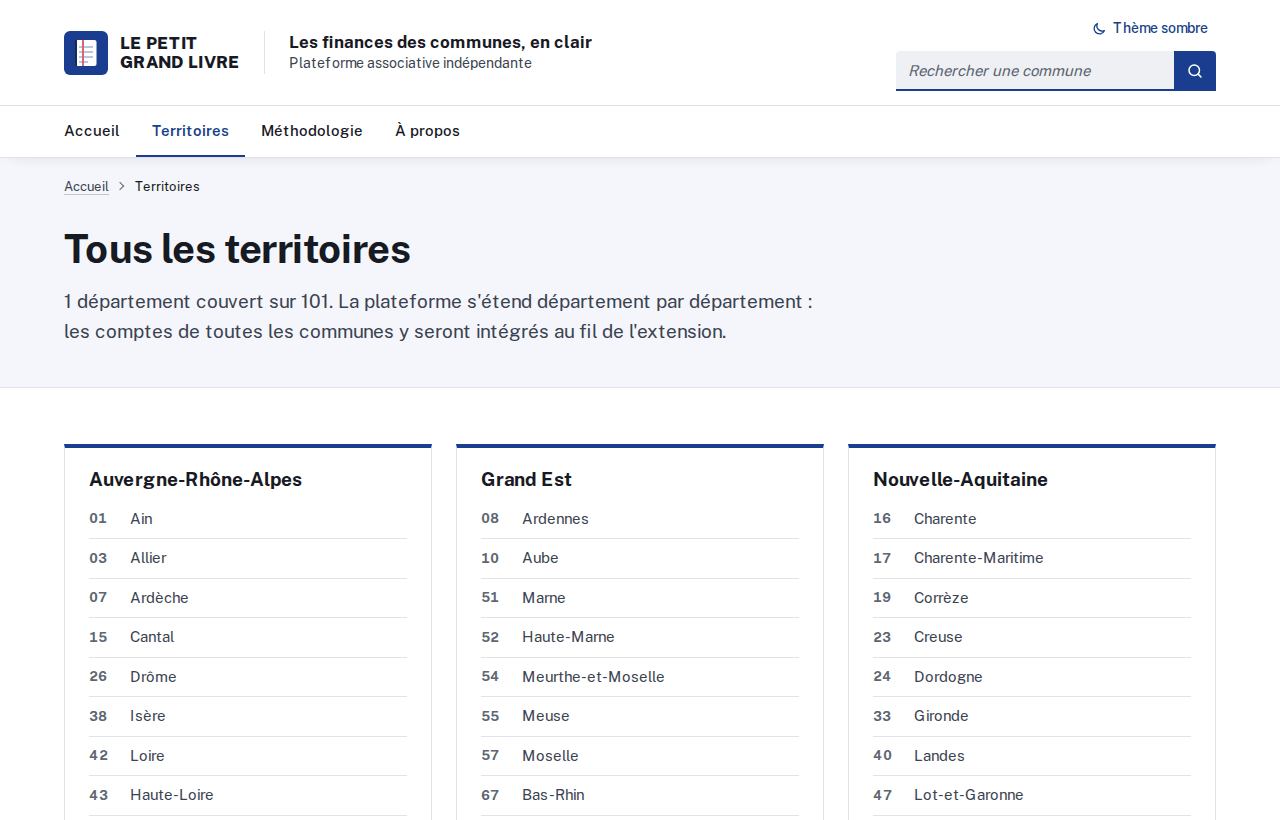 LE PETIT
GRAND LIVRE
Les finances des communes, en clair
Plateforme associative indépendante
Thème sombre
Rechercher une commune
Accueil
Territoires
Méthodologie
À propos
Accueil
Territoires
Tous les territoires
1 département couvert sur 101. La plateforme s'étend département par département :
les comptes de toutes les communes y seront intégrés au fil de l'extension.
Auvergne-Rhône-Alpes
01 Ain
03 Allier
07 Ardèche
15 Cantal
26 Drôme
38 Isère
42 Loire
43 Haute-Loire
Grand Est
08 Ardennes
10 Aube
51 Marne
52 Haute-Marne
54 Meurthe-et-Moselle
55 Meuse
57 Moselle
67 Bas-Rhin
Nouvelle-Aquitaine
16 Charente
17 Charente-Maritime
19 Corrèze
23 Creuse
24 Dordogne
33 Gironde
40 Landes
47 Lot-et-Garonne